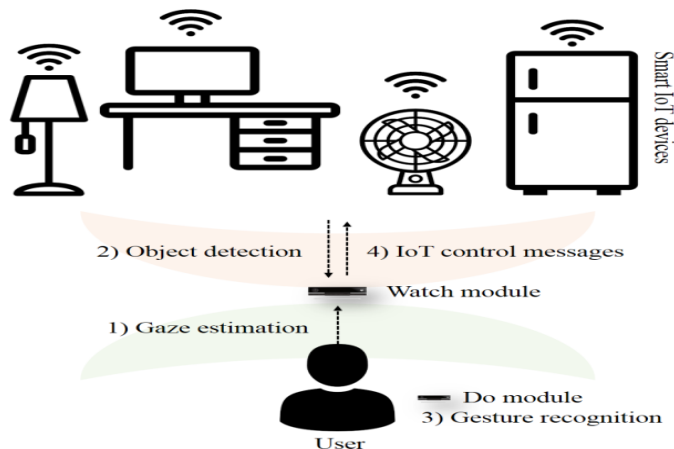 Smart IoT devices
2) Object detection
4) IoT control messages
Watch module
1) Gaze estimation
Do module
3) Gesture recognition
User